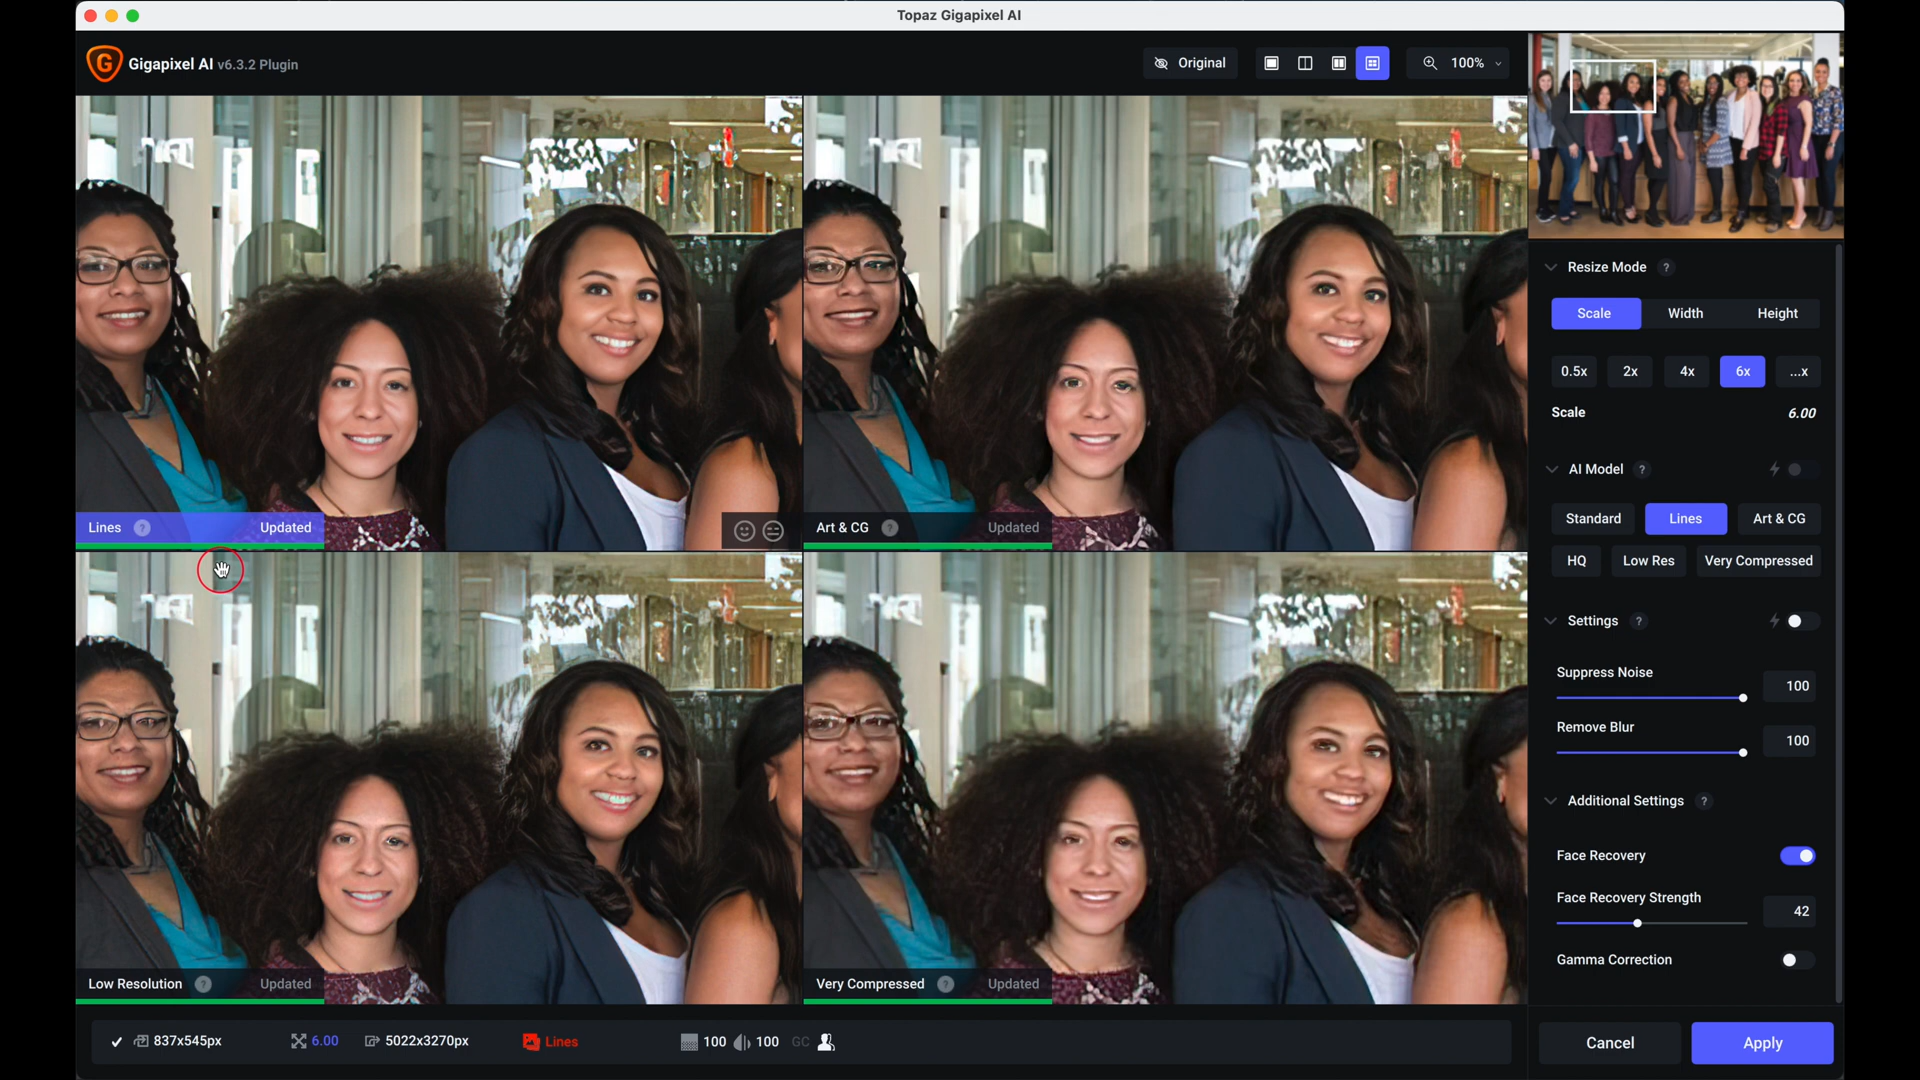 Topaz Gigapixel AI
Gigapixel AI v6.3.2 Plugin
Original
100%
Lines ? Updated
Art & CG ? Updated
Low Resolution ? Updated
Very Compressed ? Updated
Resize Mode ?
Scale Width Height
0.5x 2x 4x 6x ...x
Scale 6.00
AI Model ?
Standard Lines Art & CG
HQ Low Res Very Compressed
Settings ?
Suppress Noise
100
Remove Blur
100
Additional Settings ?
Face Recovery
Face Recovery Strength
42
Gamma Correction
837x545px 6.00 5022x3270px Lines 100 100 GC
Cancel Apply